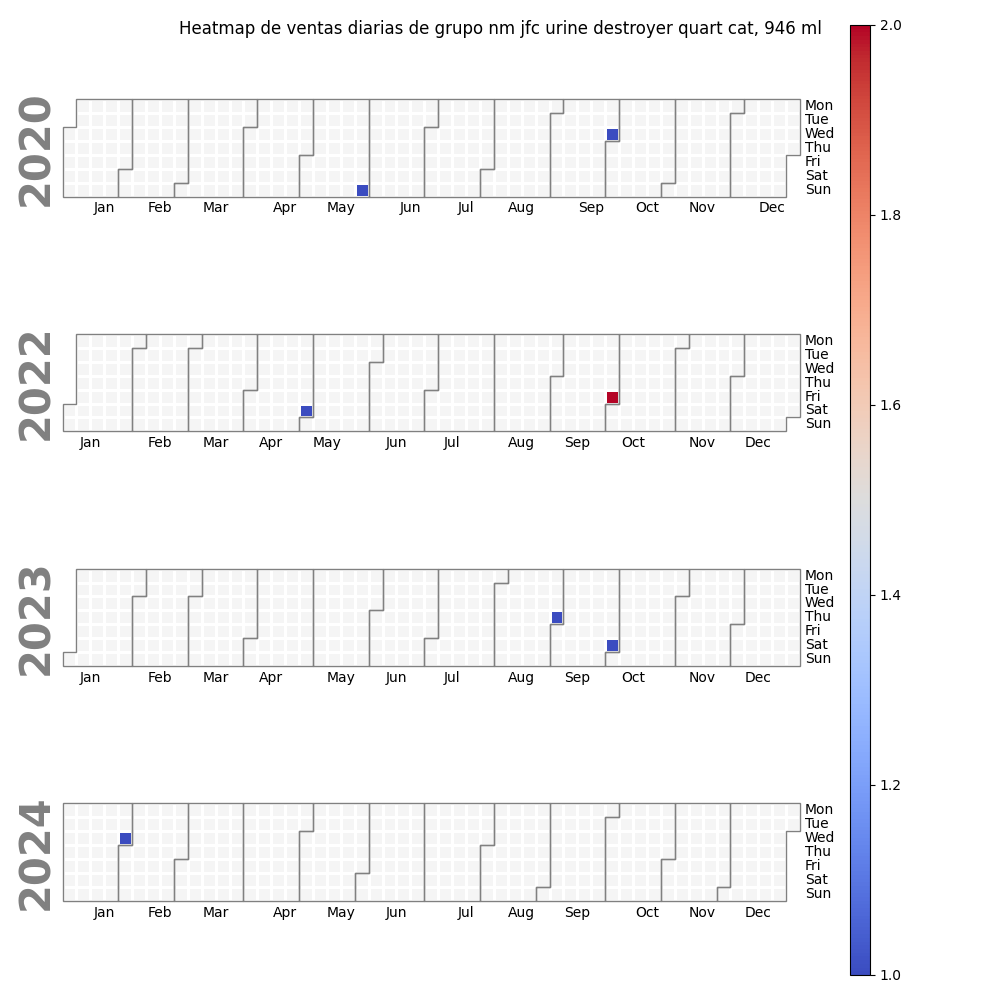 Heatmap de ventas diarias de grupo nm jfc urine destroyer quart cat, 946 ml
2020
Mon
Tue
Wed
Thu
Fri
Sat
Sun
Jan Feb Mar Apr May Jun Jul Aug Sep Oct Nov Dec
2022
Mon
Tue
Wed
Thu
Fri
Sat
Sun
Jan Feb Mar Apr May Jun Jul Aug Sep Oct Nov Dec
2023
Mon
Tue
Wed
Thu
Fri
Sat
Sun
Jan Feb Mar Apr May Jun Jul Aug Sep Oct Nov Dec
2024
Mon
Tue
Wed
Thu
Fri
Sat
Sun
Jan Feb Mar Apr May Jun Jul Aug Sep Oct Nov Dec
2.0
1.8
1.6
1.4
1.2
1.0